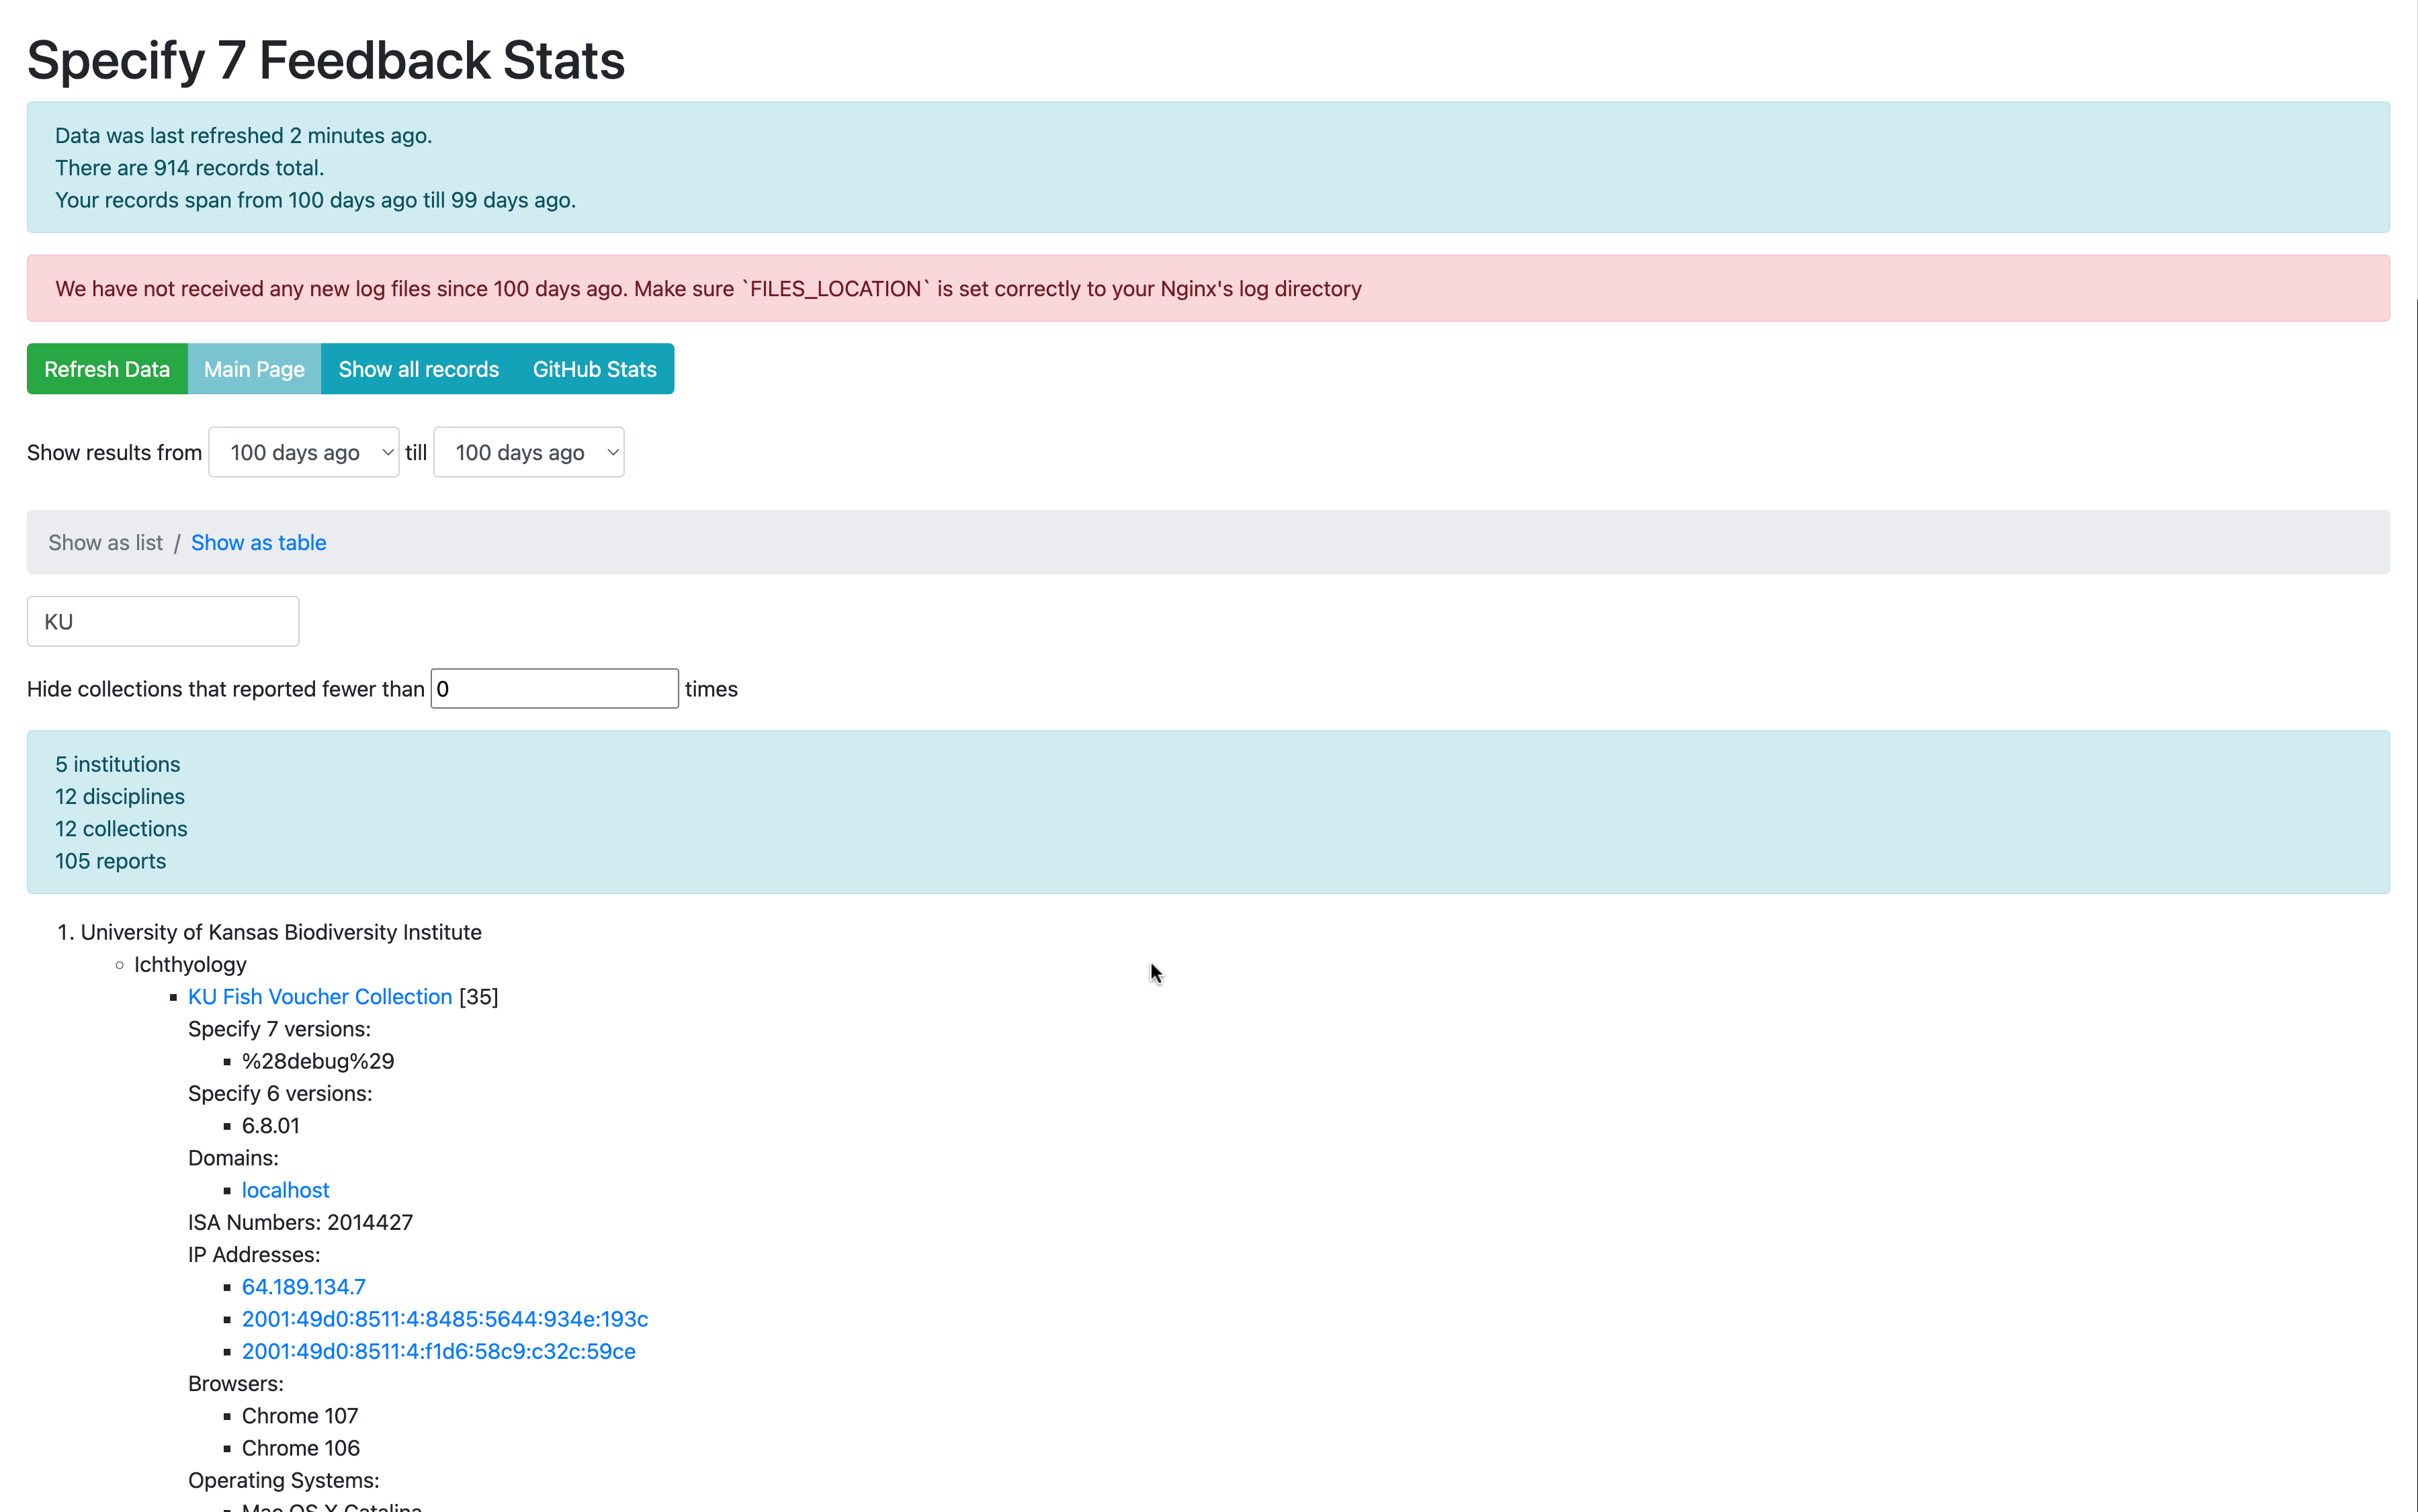 Specify 7 Feedback Stats
Data was last refreshed 2 minutes ago.
There are 914 records total.
Your records span from 100 days ago till 99 days ago.
We have not received any new log files since 100 days ago. Make sure `FILES_LOCATION` is set correctly to your Nginx's log directory
Refresh Data Main Page Show all records GitHub Stats
Show results from 100 days ago till 100 days ago
Show as list / Show as table
KU
Hide collections that reported fewer than 0 times
5 institutions
12 disciplines
12 collections
105 reports
1. University of Kansas Biodiversity Institute
Ichthyology
KU Fish Voucher Collection [35]
Specify 7 versions:
%28debug%29
Specify 6 versions:
6.8.01
Domains:
localhost
ISA Numbers: 2014427
IP Addresses:
64.189.134.7
2001:49d0:8511:4:8485:5644:934e:193c
2001:49d0:8511:4:f1d6:58c9:c32c:59ce
Browsers:
Chrome 107
Chrome 106
Operating Systems:
Mac OS X Catalina